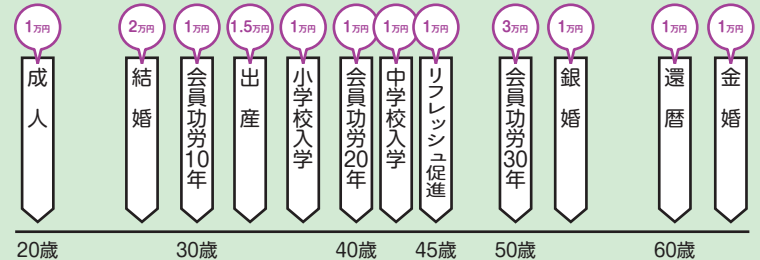 1万円
2万円
1万円
1.5万円
1万円
1万円
1万円
1万円
3万円
1万円
1万円
1万円
成人
結婚
会員功労10年
出産
小学校入学
会員功労20年
中学校入学
リフレッシュ促進
会員功労30年
銀婚
還暦
金婚
20歳
30歳
40歳
45歳
50歳
60歳